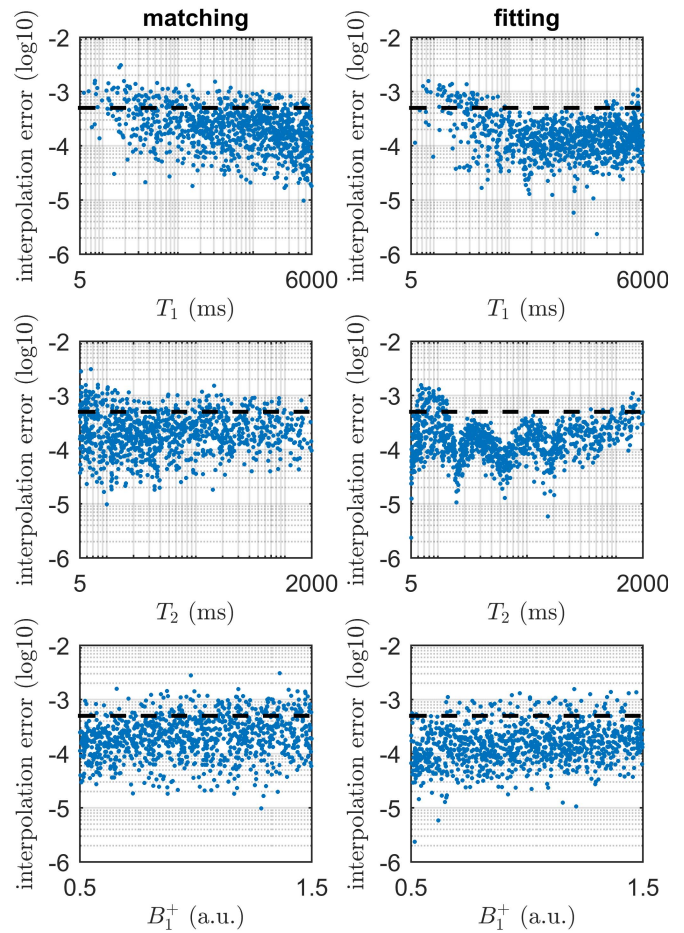 matching fitting
interpolation error (log10) -2 -3 -4 -5 -6 5 6000 T₁ (ms)
interpolation error (log10) -2 -3 -4 -5 -6 5 6000 T₁ (ms)
interpolation error (log10) -2 -3 -4 -5 -6 5 2000 T₂ (ms)
interpolation error (log10) -2 -3 -4 -5 -6 5 2000 T₂ (ms)
interpolation error (log10) -2 -3 -4 -5 -6 0.5 1.5 B₁⁺ (a.u.)
interpolation error (log10) -2 -3 -4 -5 -6 0.5 1.5 B₁⁺ (a.u.)